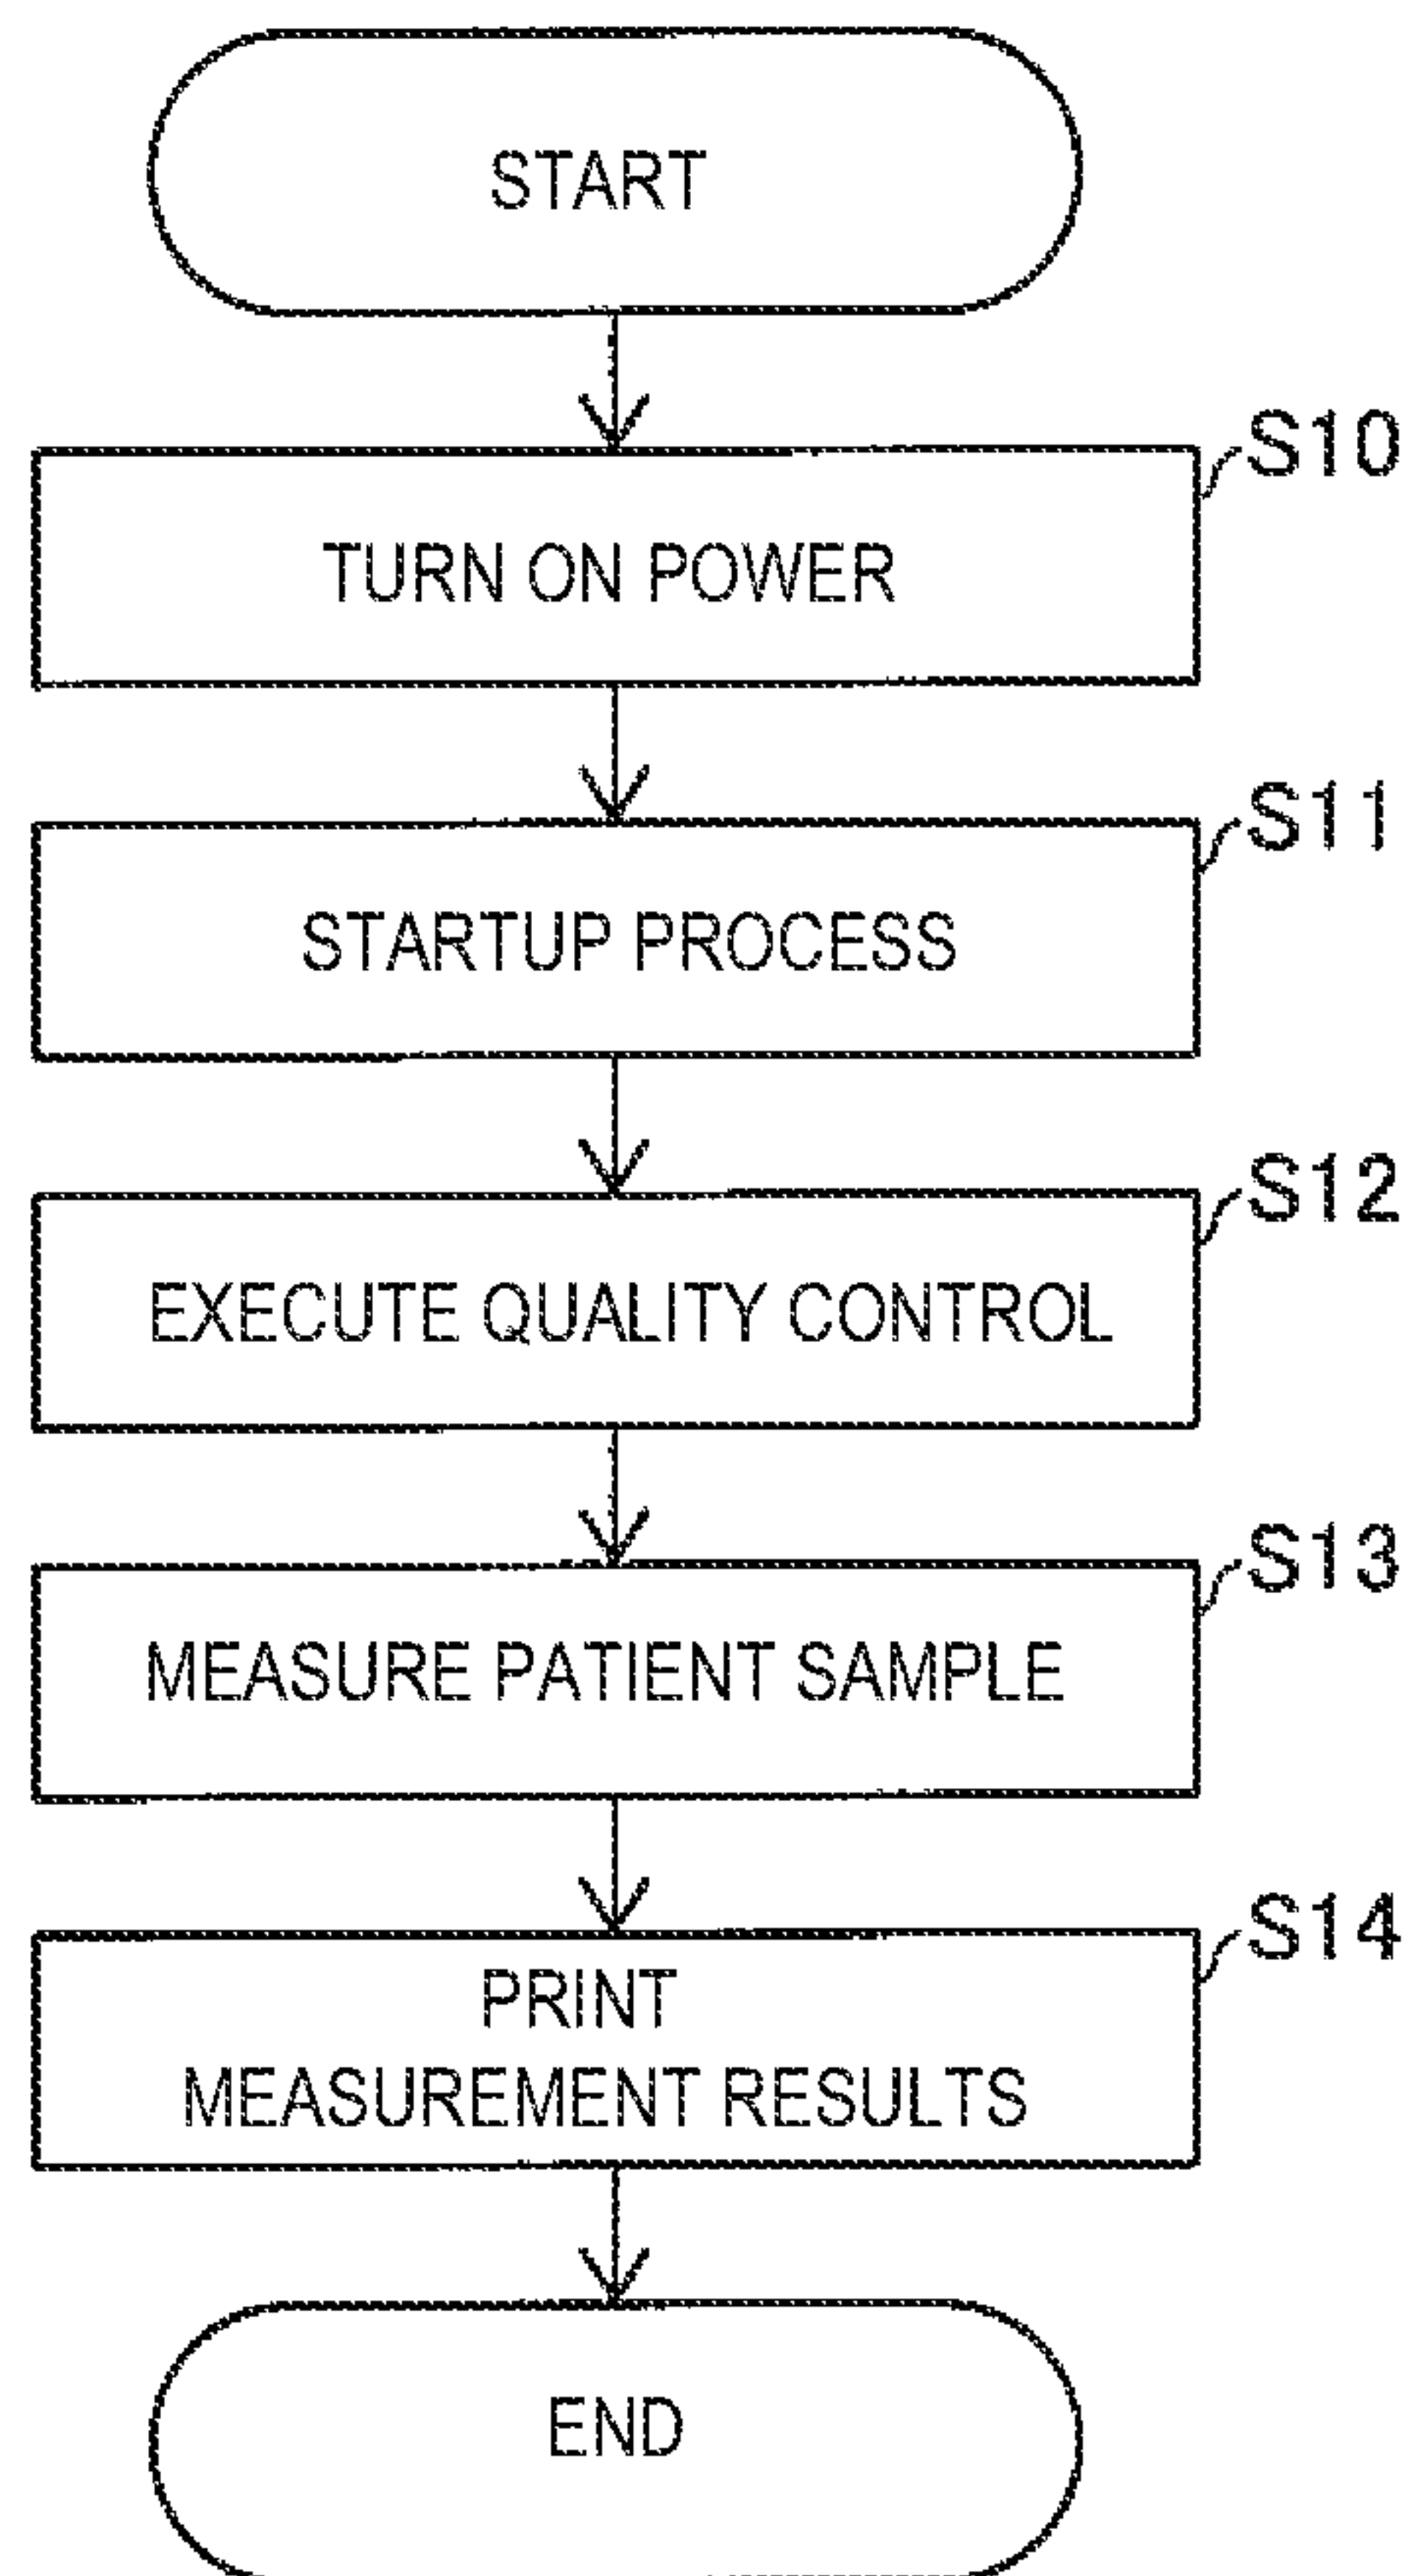 START
S10
TURN ON POWER
S11
STARTUP PROCESS
S12
EXECUTE QUALITY CONTROL
S13
MEASURE PATIENT SAMPLE
S14
PRINT
MEASUREMENT RESULTS
END